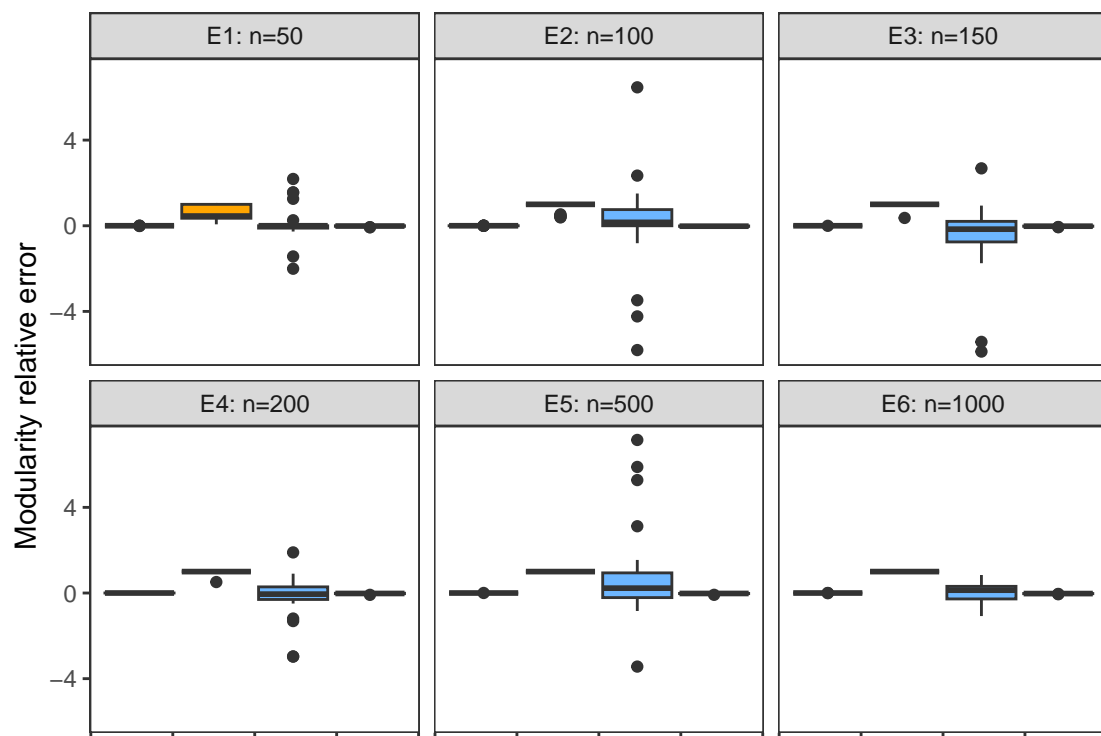 E1: n=50
E2: n=100
E3: n=150
4
0
−4
E4: n=200
E5: n=500
E6: n=1000
4
0
−4
Modularity relative error